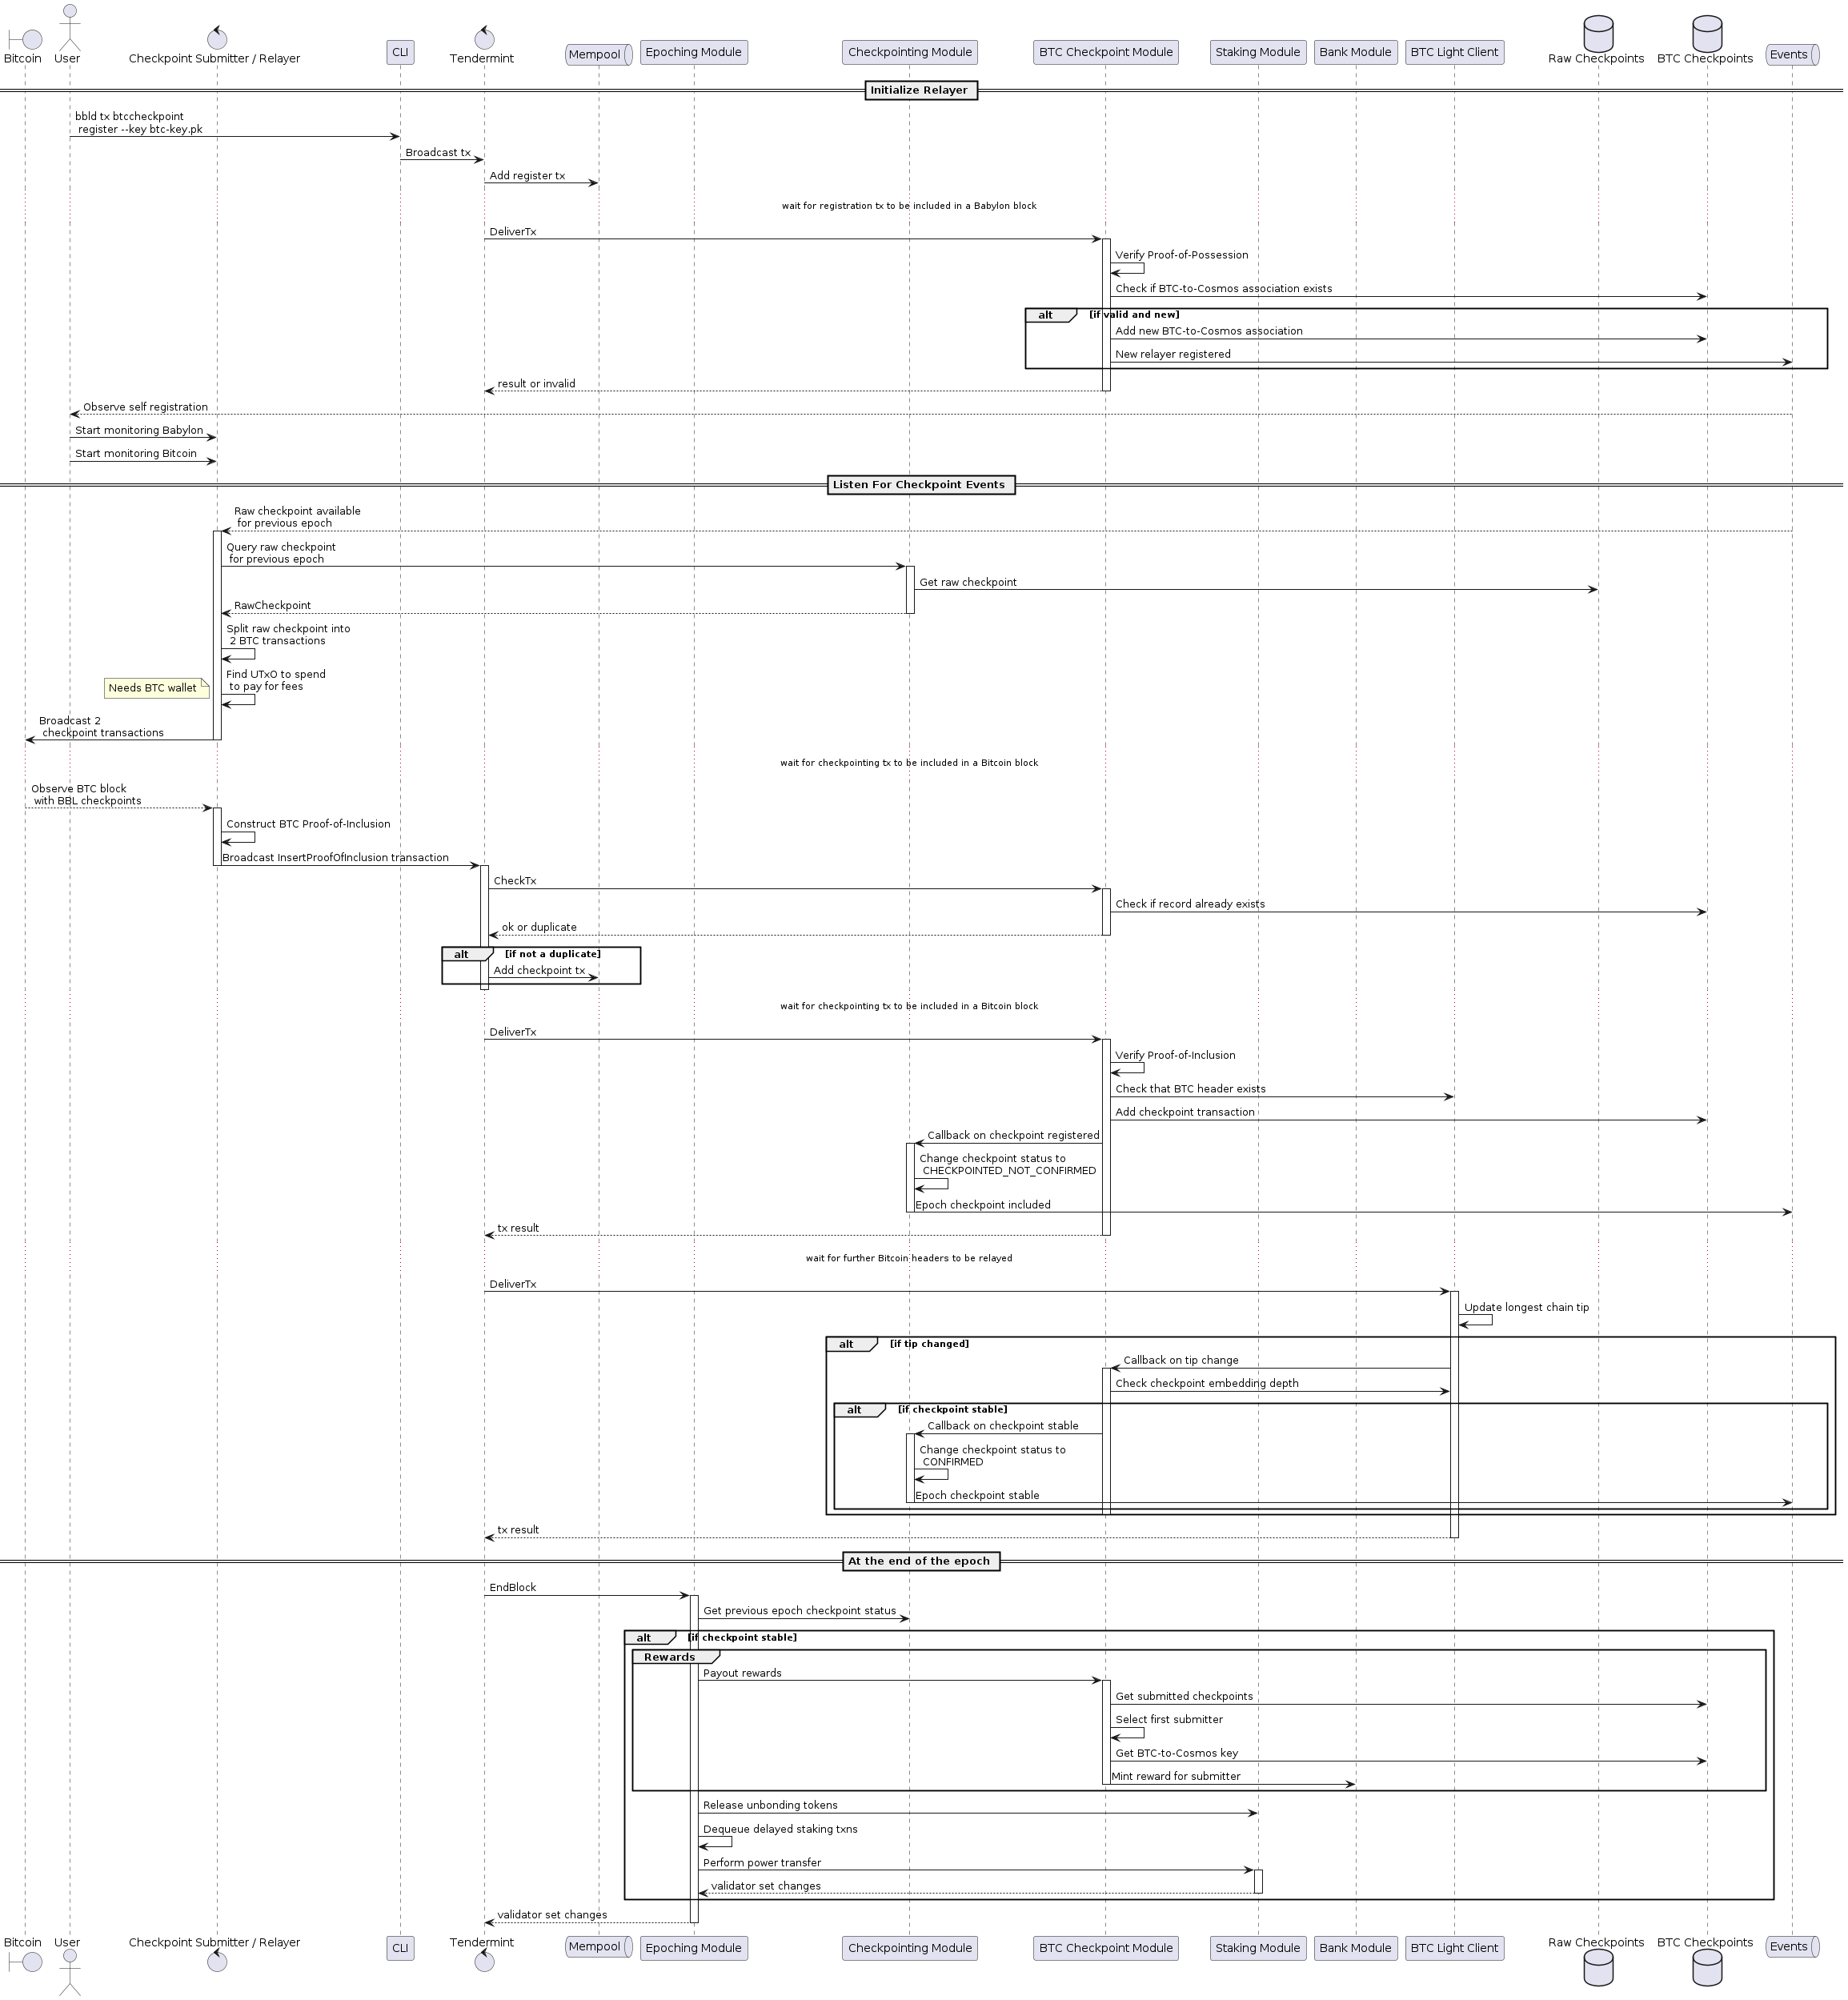 Bitcoin
User
Checkpoint Submitter / Relayer
CLI
Tendermint
Mempool
Epoching Module
Checkpointing Module
BTC Checkpoint Module
Staking Module
Bank Module
BTC Light Client
Raw Checkpoints
BTC Checkpoints
Events
Initialize Relayer
bbld tx btccheckpoint
register --key btc-key.pk
Broadcast tx
Add register tx
wait for registration tx to be included in a Babylon block
DeliverTx
Verify Proof-of-Possession
Check if BTC-to-Cosmos association exists
alt
[if valid and new]
Add new BTC-to-Cosmos association
New relayer registered
result or invalid
Observe self registration
Start monitoring Babylon
Start monitoring Bitcoin
Listen For Checkpoint Events
Raw checkpoint available
for previous epoch
Query raw checkpoint
for previous epoch
Get raw checkpoint
RawCheckpoint
Split raw checkpoint into
2 BTC transactions
Find UTxO to spend
to pay for fees
Needs BTC wallet
Broadcast 2
checkpoint transactions
wait for checkpointing tx to be included in a Bitcoin block
Observe BTC block
with BBL checkpoints
Construct BTC Proof-of-Inclusion
Broadcast InsertProofOfInclusion transaction
CheckTx
Check if record already exists
ok or duplicate
alt
[if not a duplicate]
Add checkpoint tx
wait for checkpointing tx to be included in a Bitcoin block
DeliverTx
Verify Proof-of-Inclusion
Check that BTC header exists
Add checkpoint transaction
Callback on checkpoint registered
Change checkpoint status to
CHECKPOINTED_NOT_CONFIRMED
Epoch checkpoint included
tx result
wait for further Bitcoin headers to be relayed
DeliverTx
Update longest chain tip
alt
[if tip changed]
Callback on tip change
Check checkpoint embedding depth
alt
[if checkpoint stable]
Callback on checkpoint stable
Change checkpoint status to
CONFIRMED
Epoch checkpoint stable
tx result
At the end of the epoch
EndBlock
Get previous epoch checkpoint status
alt
[if checkpoint stable]
Rewards
Payout rewards
Get submitted checkpoints
Select first submitter
Get BTC-to-Cosmos key
Mint reward for submitter
Release unbonding tokens
Dequeue delayed staking txns
Perform power transfer
validator set changes
validator set changes
Bitcoin
User
Checkpoint Submitter / Relayer
CLI
Tendermint
Mempool
Epoching Module
Checkpointing Module
BTC Checkpoint Module
Staking Module
Bank Module
BTC Light Client
Raw Checkpoints
BTC Checkpoints
Events